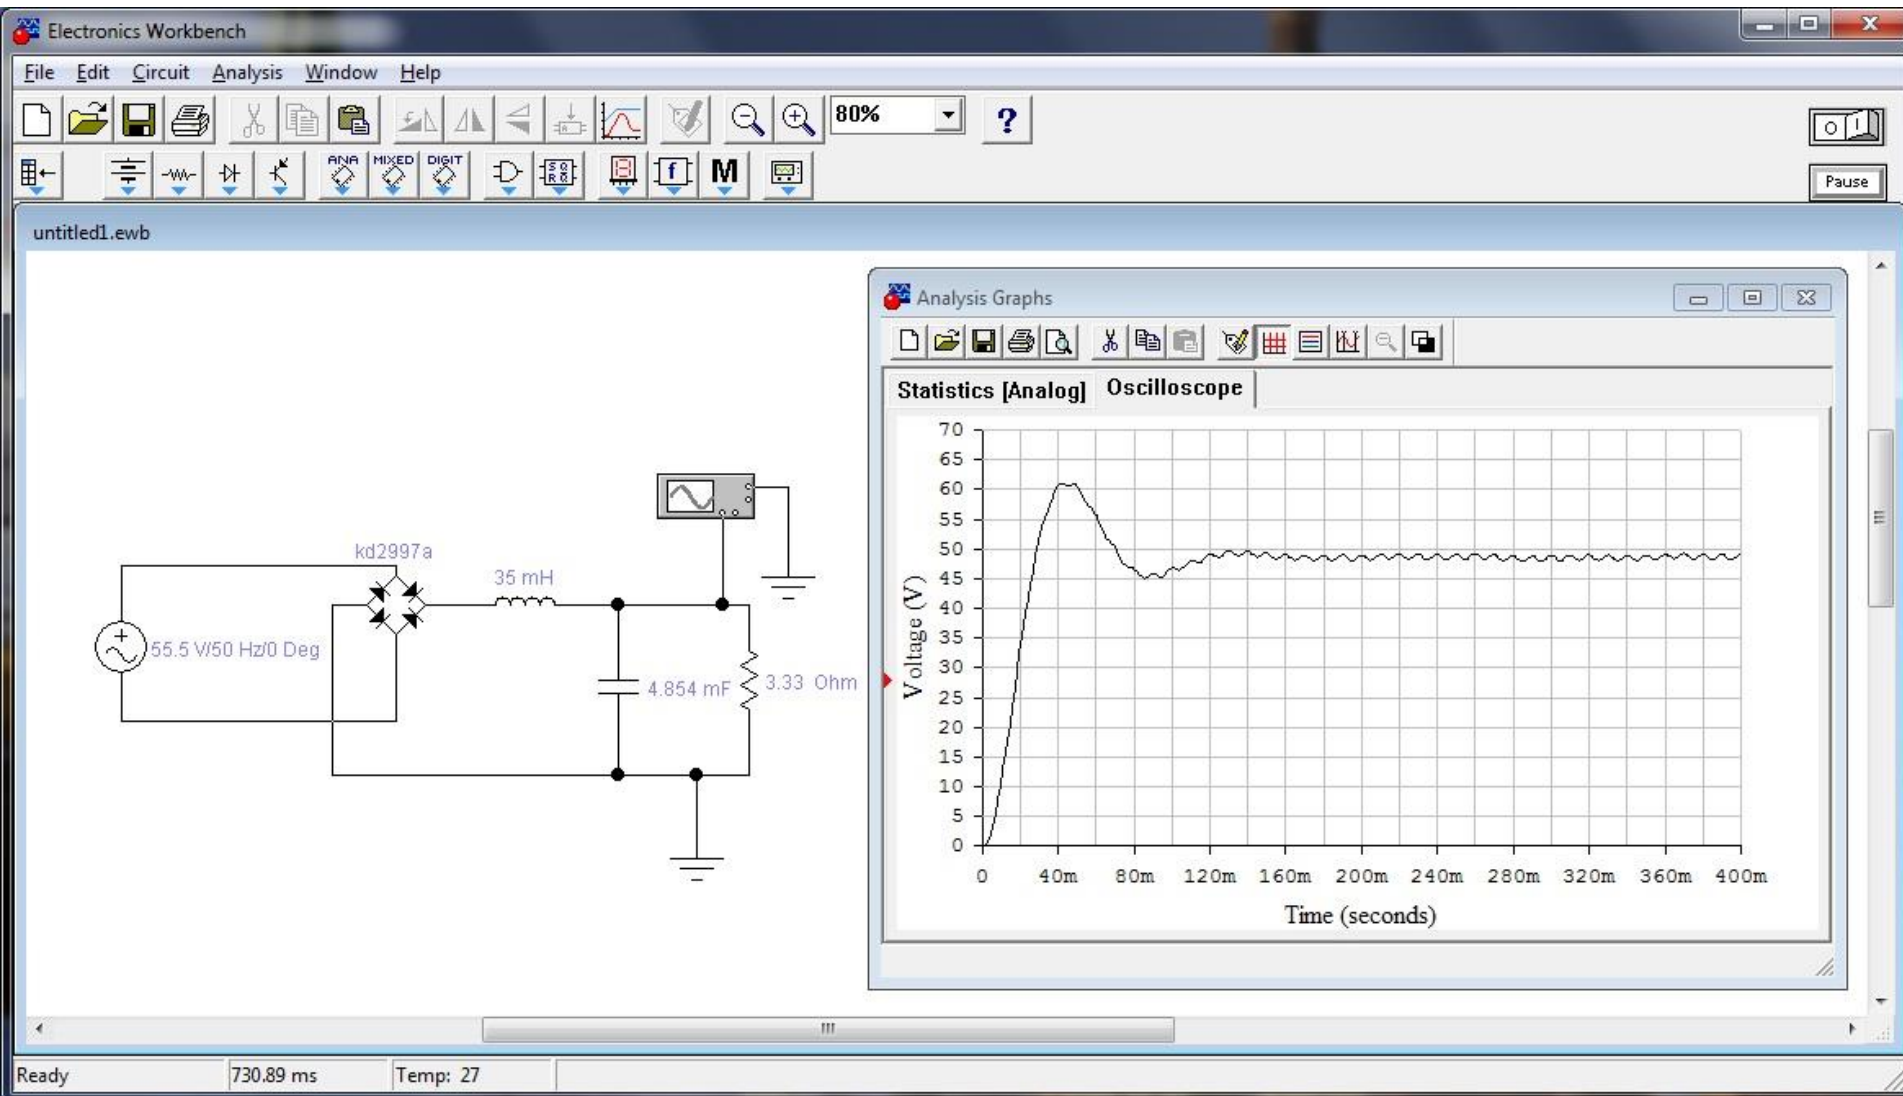 Electronics Workbench
File Edit Circuit Analysis Window Help
80%
?
O I
ANA MIXED DIGIT
f M
Pause
untitled1.ewb
Analysis Graphs
Statistics [Analog] Oscilloscope
kd2997a
35 mH
55.5 V/50 Hz/0 Deg
4.854 mF
3.33 Ohm
70
65
60
55
50
45
40
35
30
25
20
15
10
5
0
Voltage (V)
0 40m 80m 120m 160m 200m 240m 280m 320m 360m 400m
Time (seconds)
Ready 730.89 ms Temp: 27